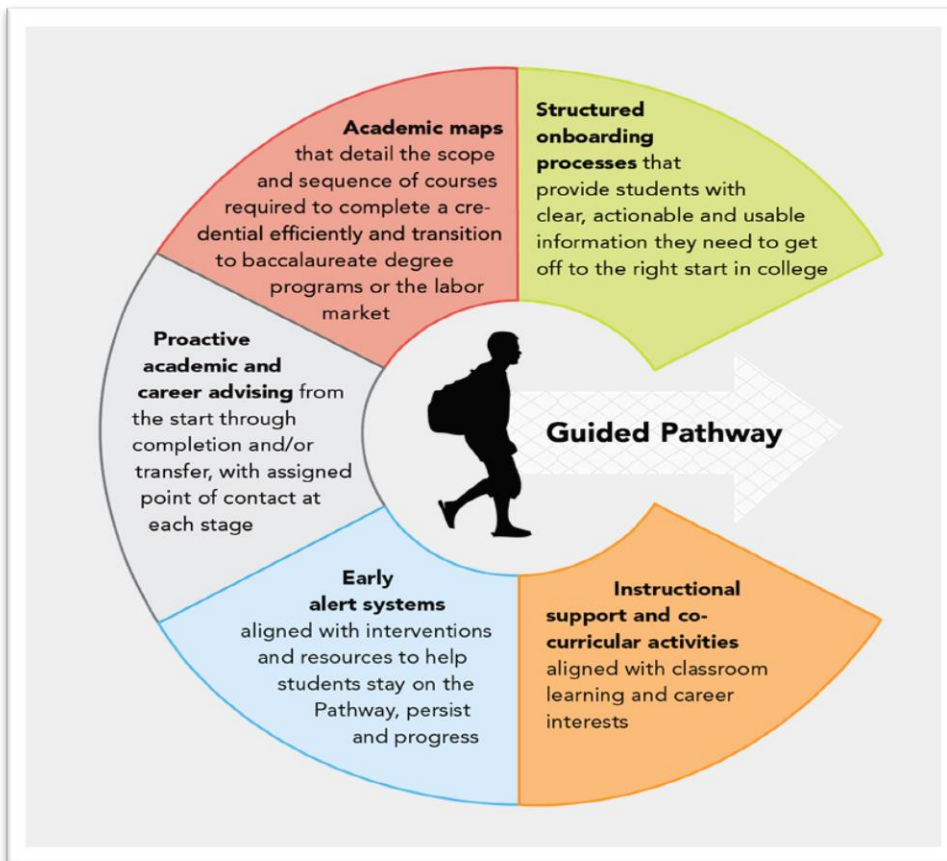 Academic maps
that detail the scope
and sequence of courses
required to complete a cre-
dential efficiently and transition
to baccalaureate degree
programs or the labor
market
Structured
onboarding
processes that
provide students with
clear, actionable and usable
information they need to get
off to the right start in college
Proactive
academic and
career advising from
the start through
completion and/or
transfer, with assigned
point of contact at
each stage
Guided Pathway
Early
alert systems
aligned with interventions
and resources to help
students stay on the
Pathway, persist
and progress
Instructional
support and co-
curricular activities
aligned with classroom
learning and career
interests